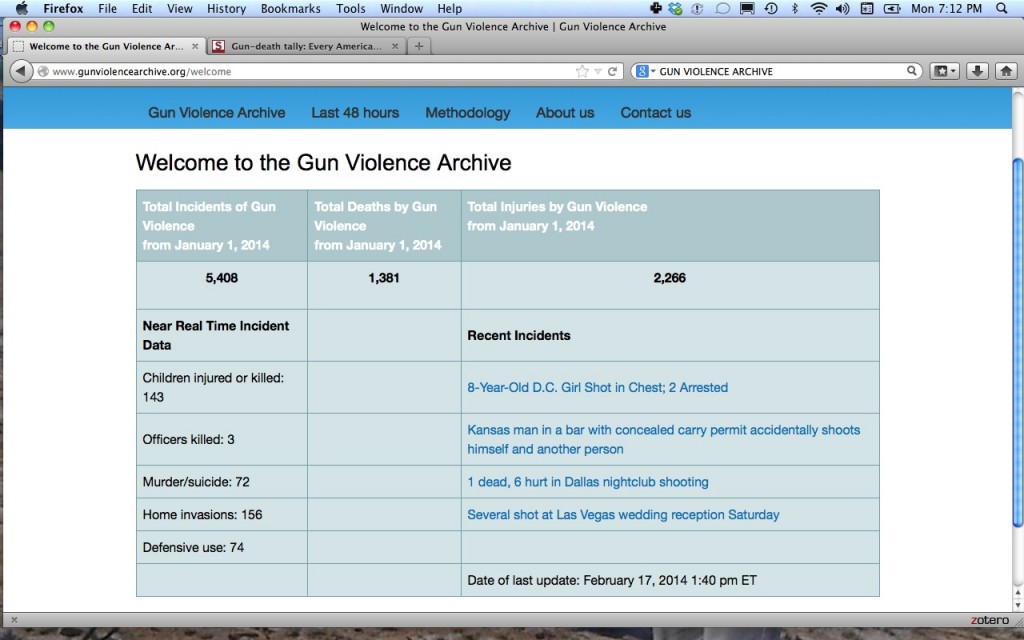 Firefox File Edit View History Bookmarks Tools Window Help Mon 7:12 PM
Welcome to the Gun Violence Archive | Gun Violence Archive
Welcome to the Gun Violence Ar... Gun-death tally: Every America...
www.gunviolencearchive.org/welcome GUN VIOLENCE ARCHIVE
Gun Violence Archive Last 48 hours Methodology About us Contact us
Welcome to the Gun Violence Archive
Total Incidents of Gun
Violence
from January 1, 2014
Total Deaths by Gun
Violence
from January 1, 2014
Total Injuries by Gun Violence
from January 1, 2014
5,408 1,381 2,266
Near Real Time Incident
Data
Recent Incidents
Children injured or killed:
143
8-Year-Old D.C. Girl Shot in Chest; 2 Arrested
Officers killed: 3
Kansas man in a bar with concealed carry permit accidentally shoots
himself and another person
Murder/suicide: 72
1 dead, 6 hurt in Dallas nightclub shooting
Home invasions: 156
Several shot at Las Vegas wedding reception Saturday
Defensive use: 74
Date of last update: February 17, 2014 1:40 pm ET
zotero